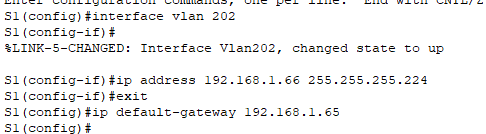 Enter configuration commands, one per line.  End with CNTL/Z
S1(config)#interface vlan 202
S1(config-if)#
%LINK-5-CHANGED: Interface Vlan202, changed state to up
S1(config-if)#ip address 192.168.1.66 255.255.255.224
S1(config-if)#exit
S1(config)#ip default-gateway 192.168.1.65
S1(config)#